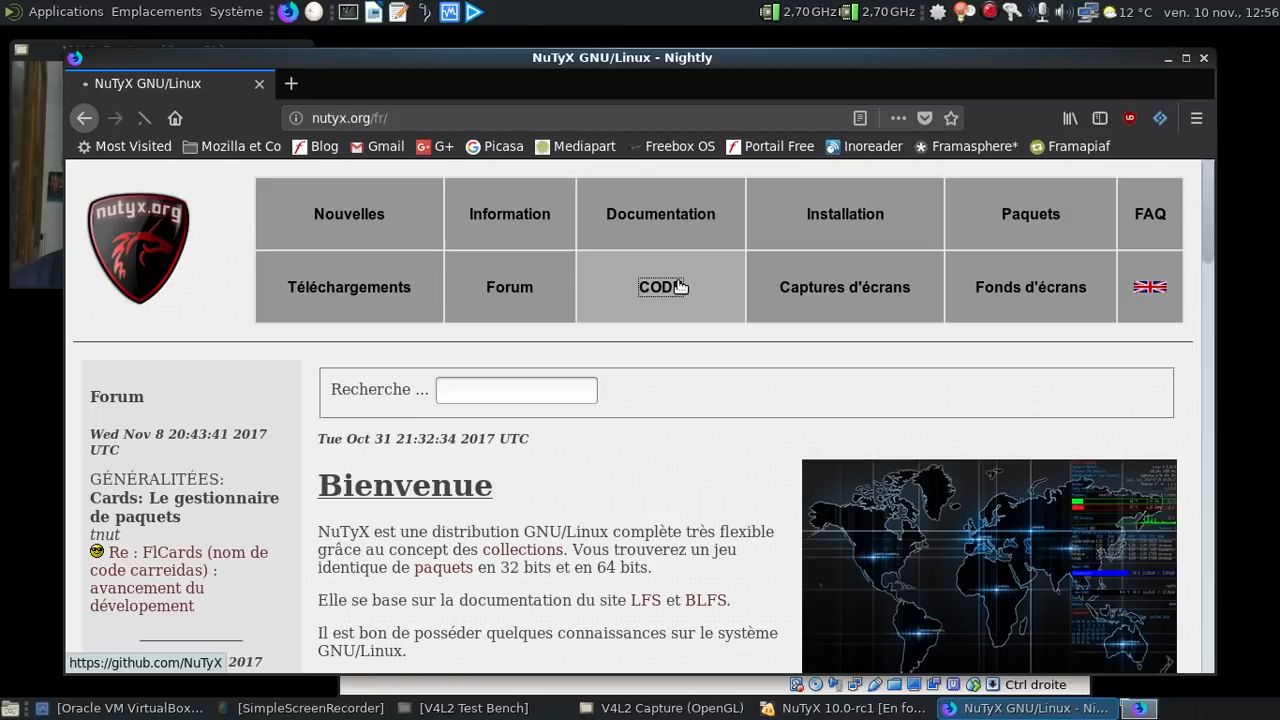 Applications Emplacements Système
2,70 GHz 2,70 GHz
12 °C ven. 10 nov., 12:56
NuTyX GNU/Linux - Nightly
NuTyX GNU/Linux
nutyx.org/fr/
Most Visited Mozilla et Co Blog Gmail G+ Picasa Mediapart Freebox OS Portail Free Inoreader Framasphere* Framapiaf
nutyx.org
Nouvelles Information Documentation Installation Paquets FAQ
Téléchargements Forum COD Captures d'écrans Fonds d'écrans
Recherche ...
Forum
Wed Nov 8 20:43:41 2017
UTC
GÉNÉRALITÉES:
Cards: Le gestionnaire
de paquets
tnut
Re : FlCards (nom de
code carreidas) :
avancement du
dévelopement
2017
Tue Oct 31 21:32:34 2017 UTC
Bienvenue
NuTyX est une distribution GNU/Linux complète très flexible
grâce au concept des collections. Vous trouverez un jeu
identique de paquets en 32 bits et en 64 bits.
Elle se base sur la documentation du site LFS et BLFS.
Il est bon de posséder quelques connaissances sur le système
GNU/Linux.
https://github.com/NuTyX
Ctrl droite
[Oracle VM VirtualBox... [SimpleScreenRecorder] [V4L2 Test Bench] V4L2 Capture (OpenGL) NuTyX 10.0-rc1 [En fo... NuTyX GNU/Linux - Ni...